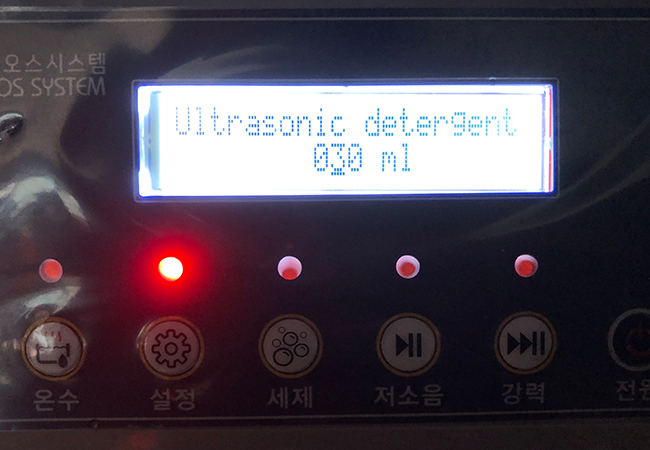 오스시스템
OS SYSTEM
Ultrasonic detergent
030 ml
온수 설정 세제 저소음 강력 전원